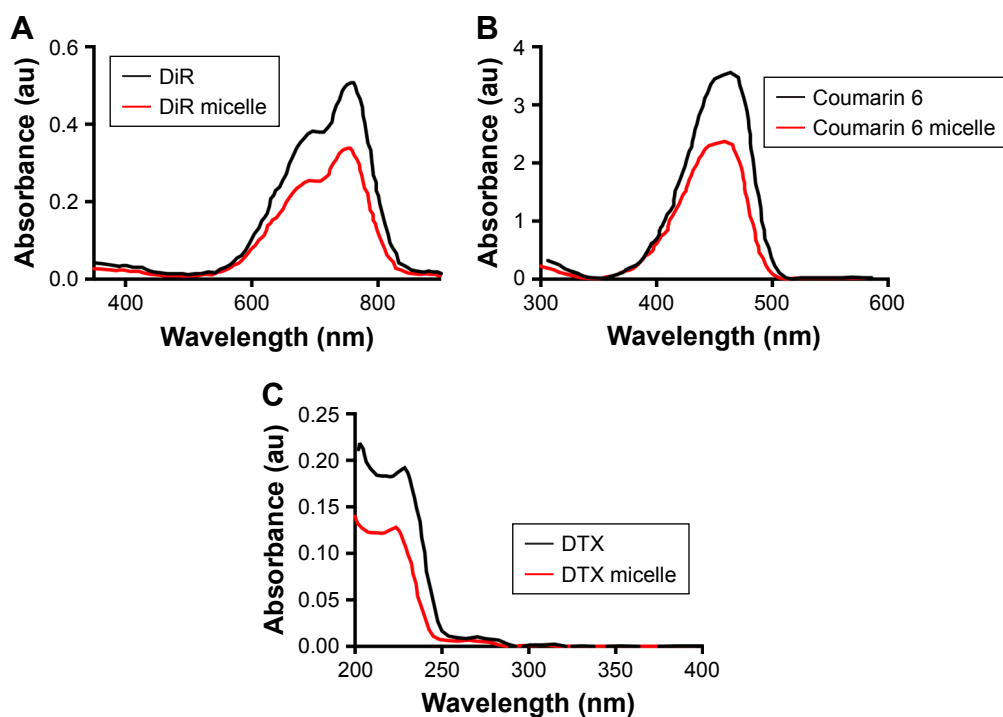 A
0.6
0.4
0.2
0.0
Absorbance (au)
DiR
DiR micelle
400
600
800
Wavelength (nm)
B
4
3
2
1
0
Absorbance (au)
Coumarin 6
Coumarin 6 micelle
300
400
500
600
Wavelength (nm)
C
0.25
0.20
0.15
0.10
0.05
0.00
Absorbance (au)
DTX
DTX micelle
200
250
300
350
400
Wavelength (nm)